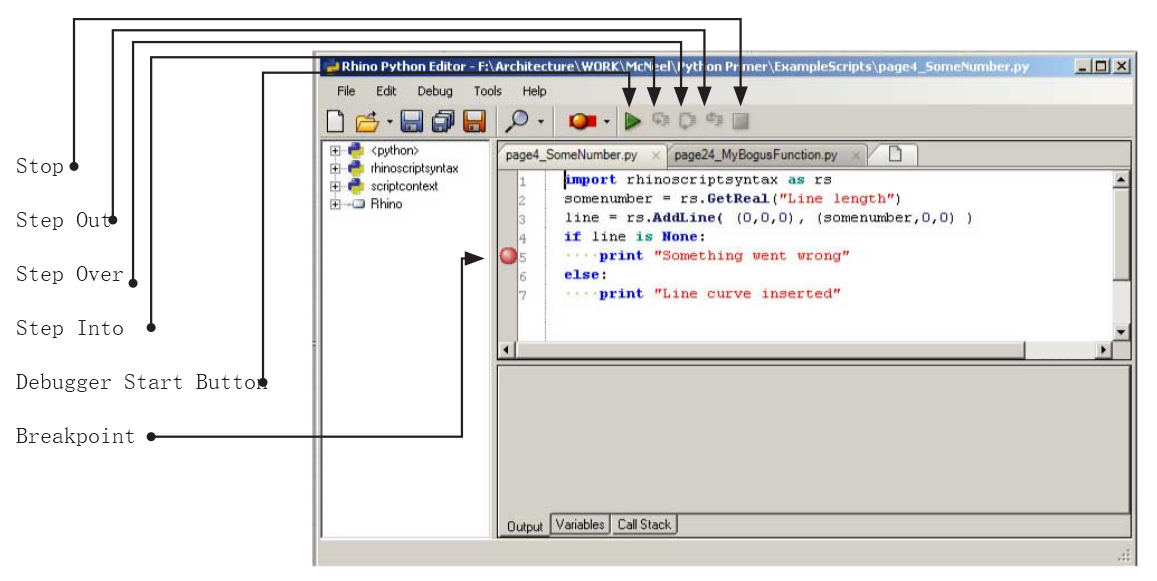 Rhino Python Editor - F:\Architecture\WORK\McNeel\Python Primer\ExampleScripts\page4_SomeNumber.py
File Edit Debug Tools Help
<python>
rhinoscriptsyntax
scriptcontext
Rhino
page4_SomeNumber.py
page24_MyBogusFunction.py
1 import rhinoscriptsyntax as rs
2 somenumber = rs.GetReal("Line length")
3 line = rs.AddLine( (0,0,0), (somenumber,0,0) )
4 if line is None:
5 ····print "Something went wrong"
6 else:
7 ····print "Line curve inserted"
Output Variables Call Stack
Stop
Step Out
Step Over
Step Into
Debugger Start Button
Breakpoint